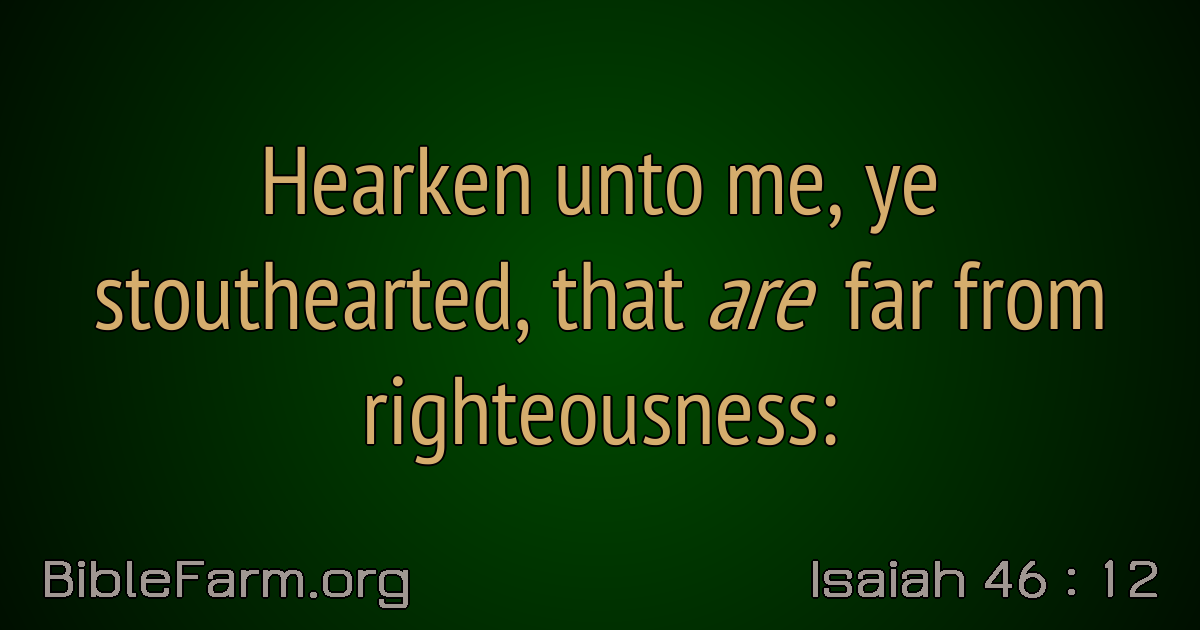 Hearken unto me, ye
stouthearted, that are far from
righteousness:
BibleFarm.org
Isaiah 46 : 12